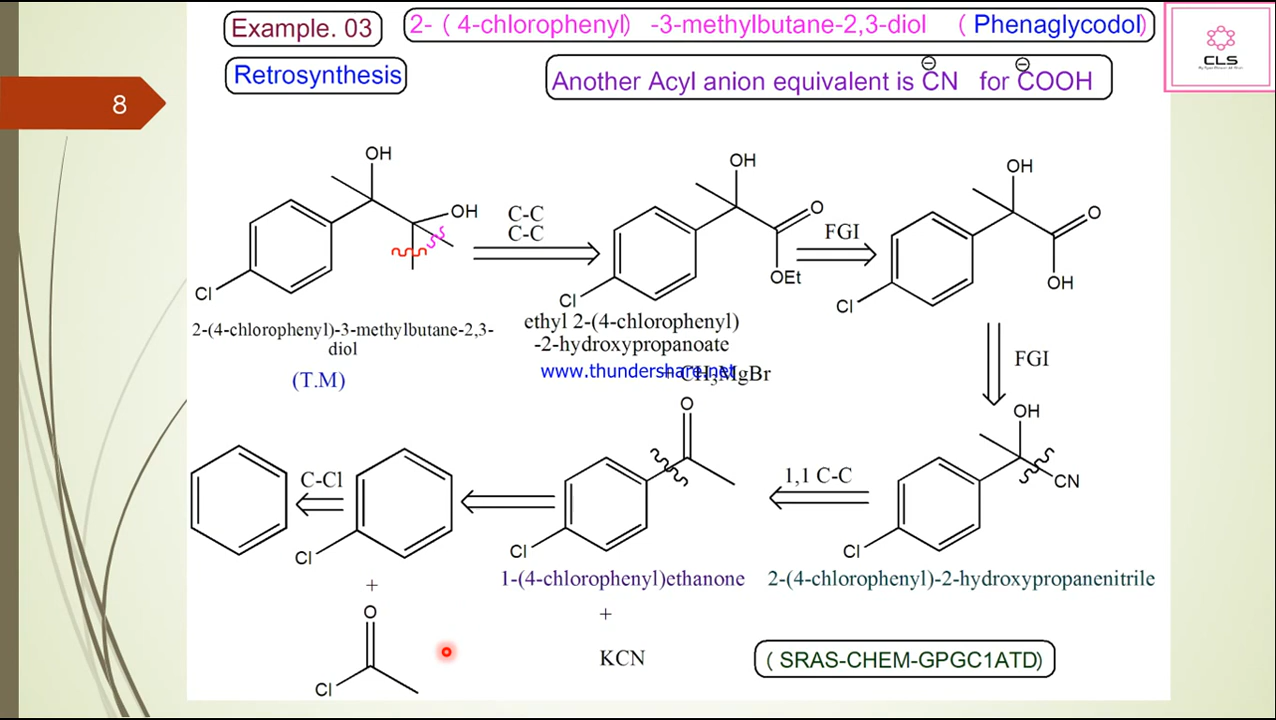 Example. 03
2- ( 4-chlorophenyl) -3-methylbutane-2,3-diol ( Phenaglycodol)
CLS
8
Retrosynthesis
Another Acyl anion equivalent is ⊖CN for ⊖COOH
OH
OH
Cl
2-(4-chlorophenyl)-3-methylbutane-2,3-
diol
(T.M)
C-C
C-C
OH
O
OEt
Cl
ethyl 2-(4-chlorophenyl)
-2-hydroxypropanoate
www.thundershare.net
+ CH3MgBr
FGI
OH
O
OH
Cl
FGI
OH
CN
Cl
2-(4-chlorophenyl)-2-hydroxypropanenitrile
1,1 C-C
O
Cl
1-(4-chlorophenyl)ethanone
+
KCN
C-Cl
Cl
+
O
Cl
( SRAS-CHEM-GPGC1ATD)